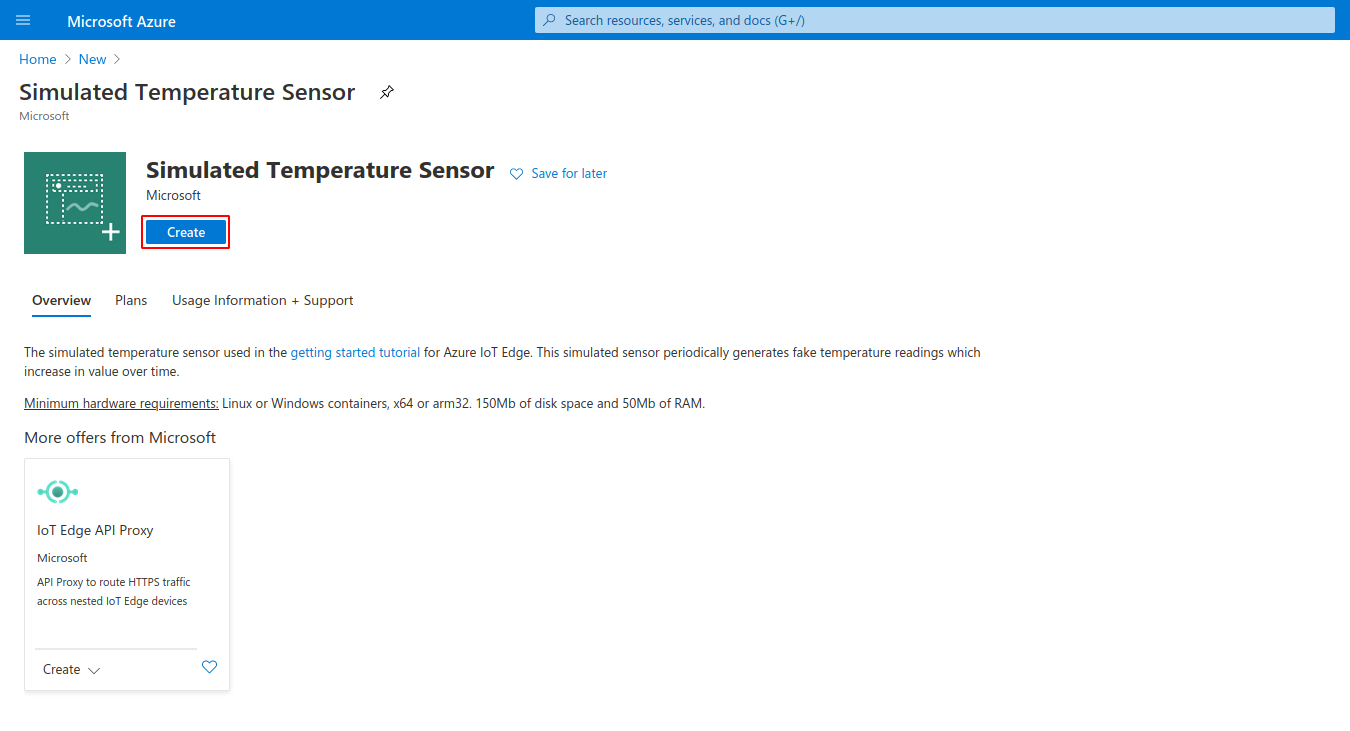 Microsoft Azure
Search resources, services, and docs (G+/)
Home > New >
Simulated Temperature Sensor
Microsoft
Simulated Temperature Sensor
Save for later
Microsoft
Create
Overview Plans Usage Information + Support
The simulated temperature sensor used in the getting started tutorial for Azure IoT Edge. This simulated sensor periodically generates fake temperature readings which
increase in value over time.
Minimum hardware requirements: Linux or Windows containers, x64 or arm32. 150Mb of disk space and 50Mb of RAM.
More offers from Microsoft
IoT Edge API Proxy
Microsoft
API Proxy to route HTTPS traffic
across nested IoT Edge devices
Create